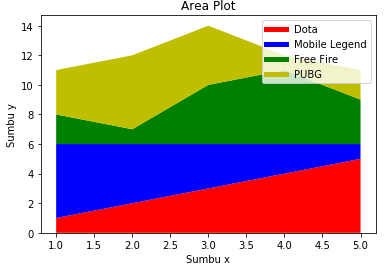 Area Plot
Dota
Mobile Legend
Free Fire
PUBG
14
12
10
8
6
4
2
0
Sumbu y
1.0 1.5 2.0 2.5 3.0 3.5 4.0 4.5 5.0
Sumbu x